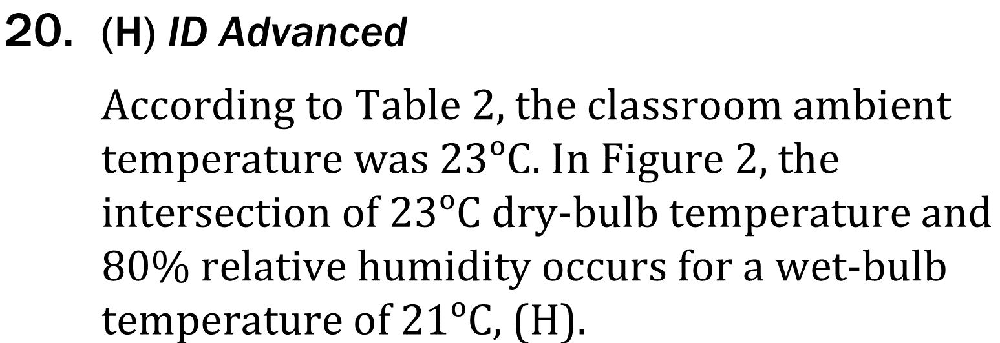 20. (H) ID Advanced
According to Table 2, the classroom ambient
temperature was 23°C. In Figure 2, the
intersection of 23°C dry-bulb temperature and
80% relative humidity occurs for a wet-bulb
temperature of 21°C, (H).